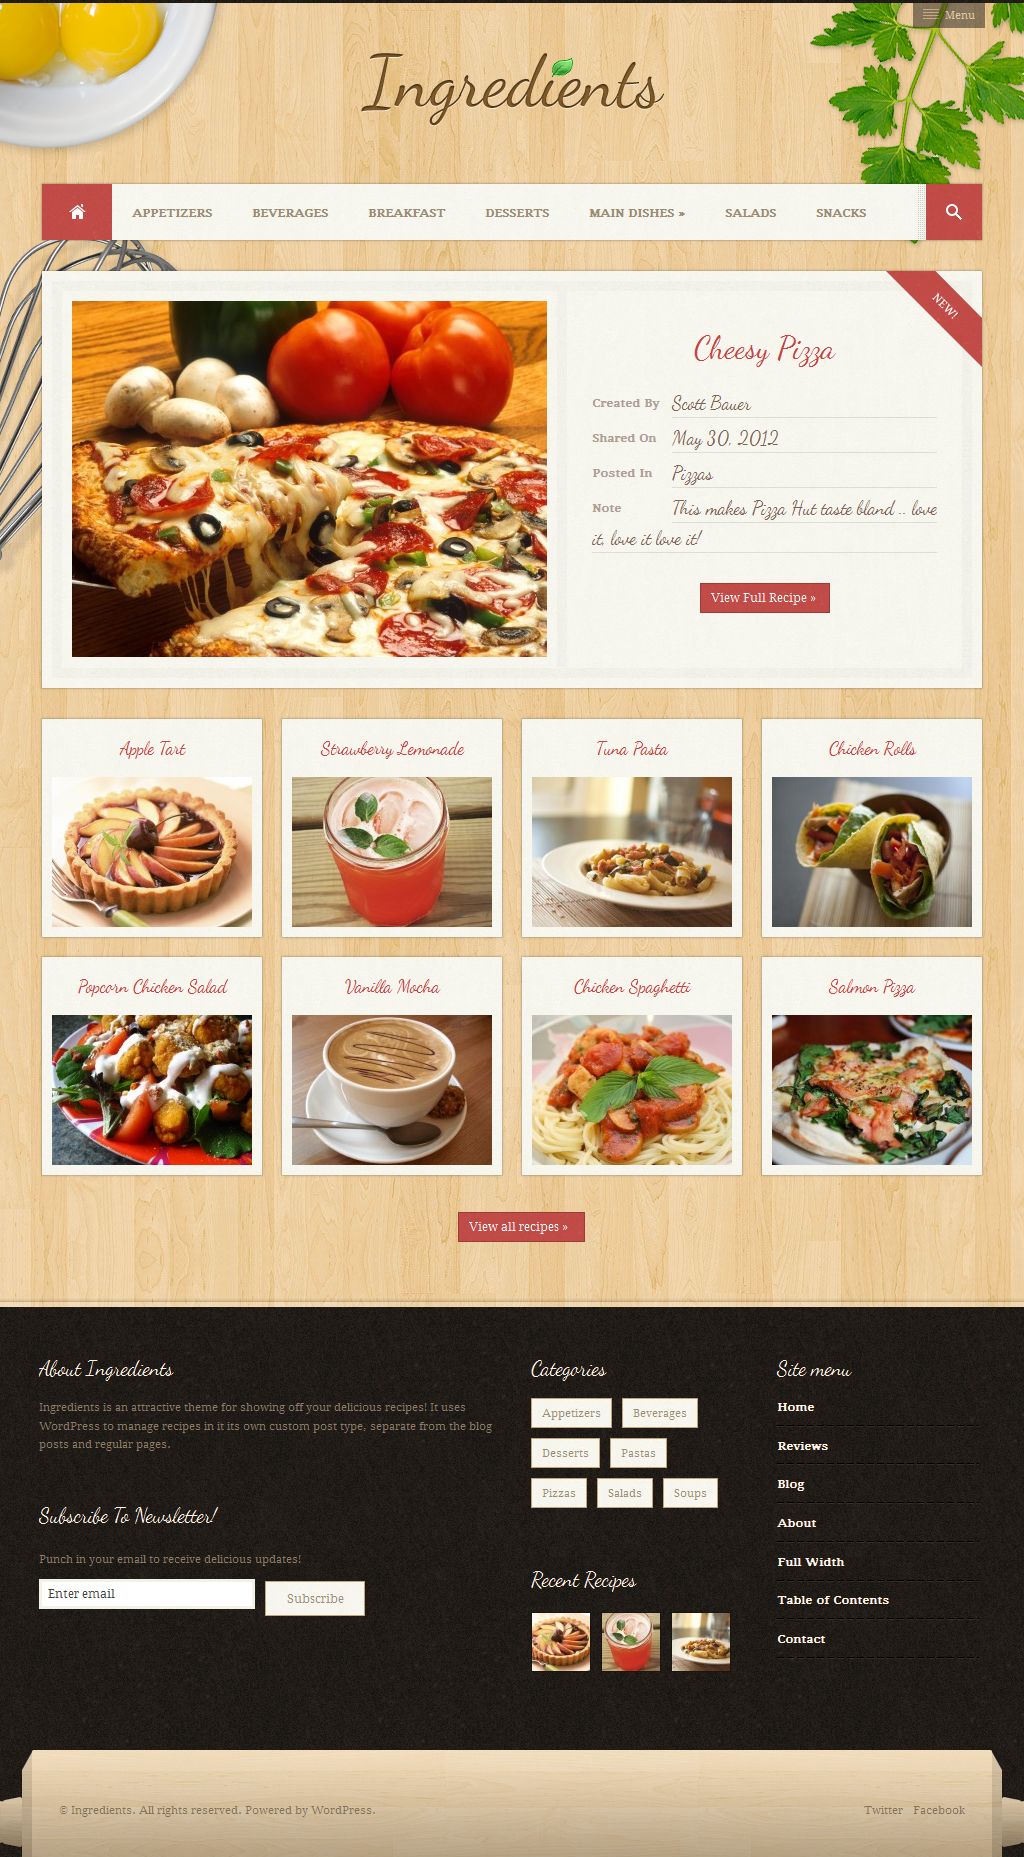 Menu
Ingredients
APPETIZERS BEVERAGES BREAKFAST DESSERTS MAIN DISHES » SALADS SNACKS
NEW!
Cheesy Pizza
Created By Scott Bauer
Shared On May 30, 2012
Posted In Pizzas
Note This makes Pizza Hut taste bland .. love
it, love it love it!
View Full Recipe »
Apple Tart
Strawberry Lemonade
Tuna Pasta
Chicken Rolls
Popcorn Chicken Salad
Vanilla Mocha
Chicken Spaghetti
Salmon Pizza
View all recipes »
About Ingredients
Ingredients is an attractive theme for showing off your delicious recipes! It uses
WordPress to manage recipes in it its own custom post type, separate from the blog
posts and regular pages.
Subscribe To Newsletter!
Punch in your email to receive delicious updates!
Enter email
Subscribe
Categories
Appetizers Beverages
Desserts Pastas
Pizzas Salads Soups
Recent Recipes
Site menu
Home
Reviews
Blog
About
Full Width
Table of Contents
Contact
© Ingredients. All rights reserved. Powered by WordPress.
Twitter Facebook